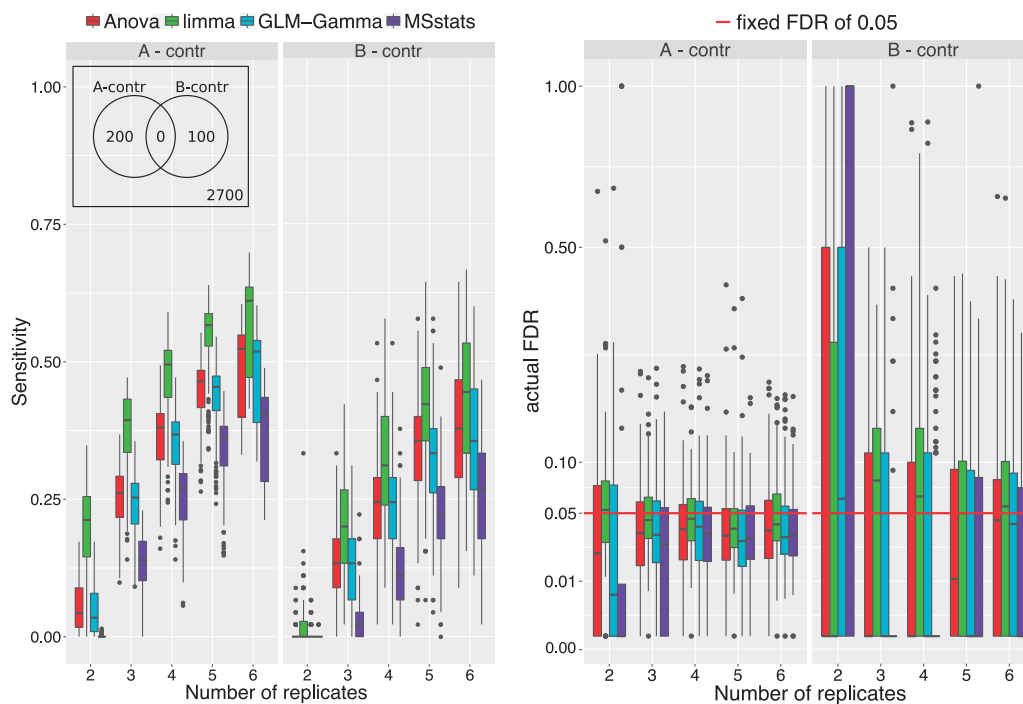 Anova limma GLM-Gamma MSstats
A - contr B - contr
Sensitivity
1.00
0.75
0.50
0.25
0.00
A-contr B-contr
200 0 100
2700
2 3 4 5 6 2 3 4 5 6
Number of replicates
fixed FDR of 0.05
A - contr B - contr
actual FDR
1.00
0.50
0.10
0.05
0.01
0.00
2 3 4 5 6 2 3 4 5 6
Number of replicates